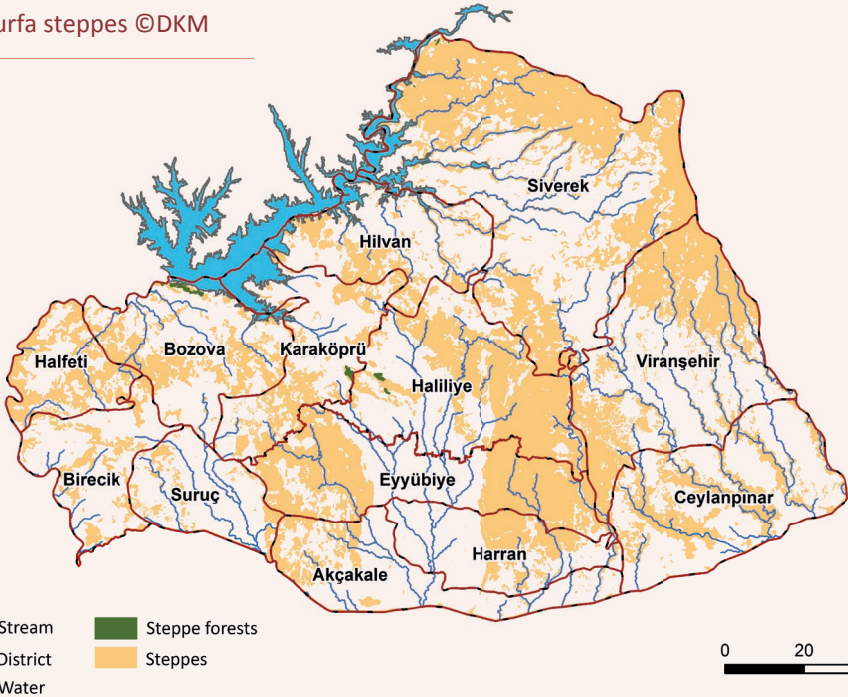 urfa steppes ©DKM
Siverek
Hilvan
Halfeti
Bozova
Karaköprü
Viranşehir
Haliliye
Birecik
Suruç
Eyyübiye
Ceylanpınar
Harran
Akçakale
Stream
Steppe forests
District
Steppes
Water
0 20